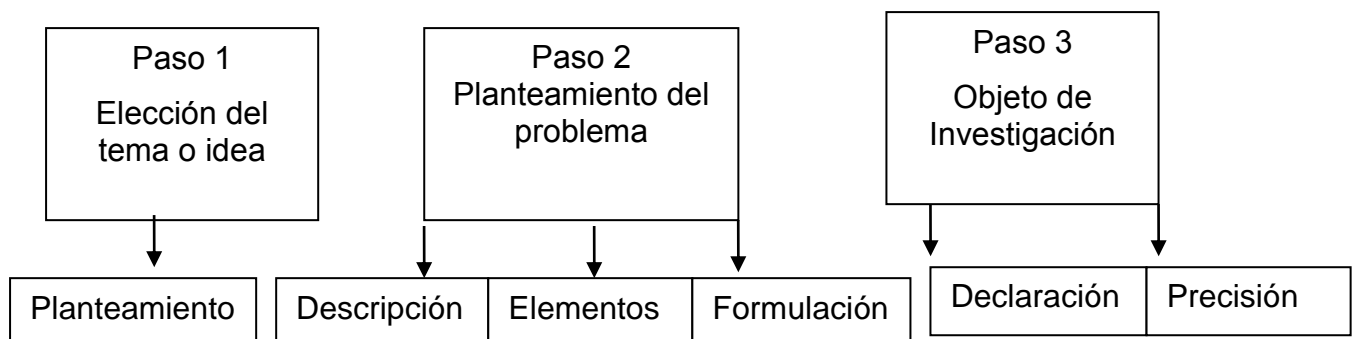 Paso 1
Elección del
tema o idea
Paso 2
Planteamiento del
problema
Paso 3
Objeto de
Investigación
Planteamiento
Descripción
Elementos
Formulación
Declaración
Precisión